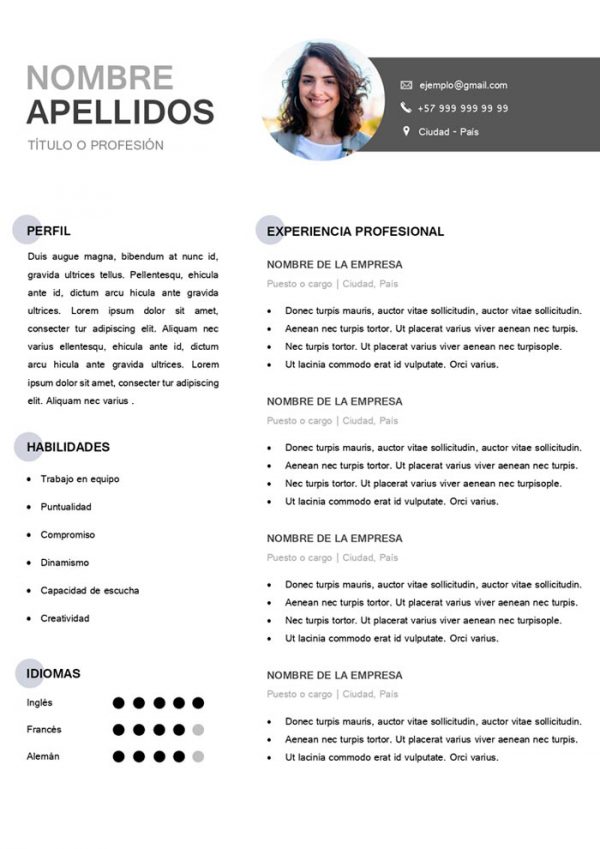 NOMBRE
APELLIDOS
TÍTULO O PROFESIÓN
ejemplo@gmail.com
+57 999 999 99 99
Ciudad - País
PERFIL
Duis augue magna, bibendum at nunc id,
gravida ultrices tellus. Pellentesqu, ehicula
ante id, dictum arcu hicula ante gravida
ultrices. Lorem ipsum dolor sit amet,
consecter tur adipiscing elit. Aliquam nec
varius ellentesqu, ehicula ante id, dictum
arcu hicula ante gravida ultrices. Lorem
ipsum dolor sit amet, consecter tur adipiscing
elit. Aliquam nec varius .
HABILIDADES
• Trabajo en equipo
• Puntualidad
• Compromiso
• Dinamismo
• Capacidad de escucha
• Creatividad
IDIOMAS
Inglés
Francés
Alemán
EXPERIENCIA PROFESIONAL
NOMBRE DE LA EMPRESA
Puesto o cargo | Ciudad, País
• Donec turpis mauris, auctor vitae sollicitudin, auctor vitae sollicitudin.
• Aenean nec turpis tortor. Ut placerat varius viver aenean nec turpis.
• Nec turpis tortor. Ut placerat varius viver aenean nec turpisople.
• Ut lacinia commodo erat id vulputate. Orci varius.
NOMBRE DE LA EMPRESA
Puesto o cargo | Ciudad, País
• Donec turpis mauris, auctor vitae sollicitudin, auctor vitae sollicitudin.
• Aenean nec turpis tortor. Ut placerat varius viver aenean nec turpis.
• Nec turpis tortor. Ut placerat varius viver aenean nec turpisople.
• Ut lacinia commodo erat id vulputate. Orci varius.
NOMBRE DE LA EMPRESA
Puesto o cargo | Ciudad, País
• Donec turpis mauris, auctor vitae sollicitudin, auctor vitae sollicitudin.
• Aenean nec turpis tortor. Ut placerat varius viver aenean nec turpis.
• Nec turpis tortor. Ut placerat varius viver aenean nec turpisople.
• Ut lacinia commodo erat id vulputate. Orci varius.
NOMBRE DE LA EMPRESA
Puesto o cargo | Ciudad, País
• Donec turpis mauris, auctor vitae sollicitudin, auctor vitae sollicitudin.
• Aenean nec turpis tortor. Ut placerat varius viver aenean nec turpis.
• Nec turpis tortor. Ut placerat varius viver aenean nec turpisople.
• Ut lacinia commodo erat id vulputate. Orci varius.